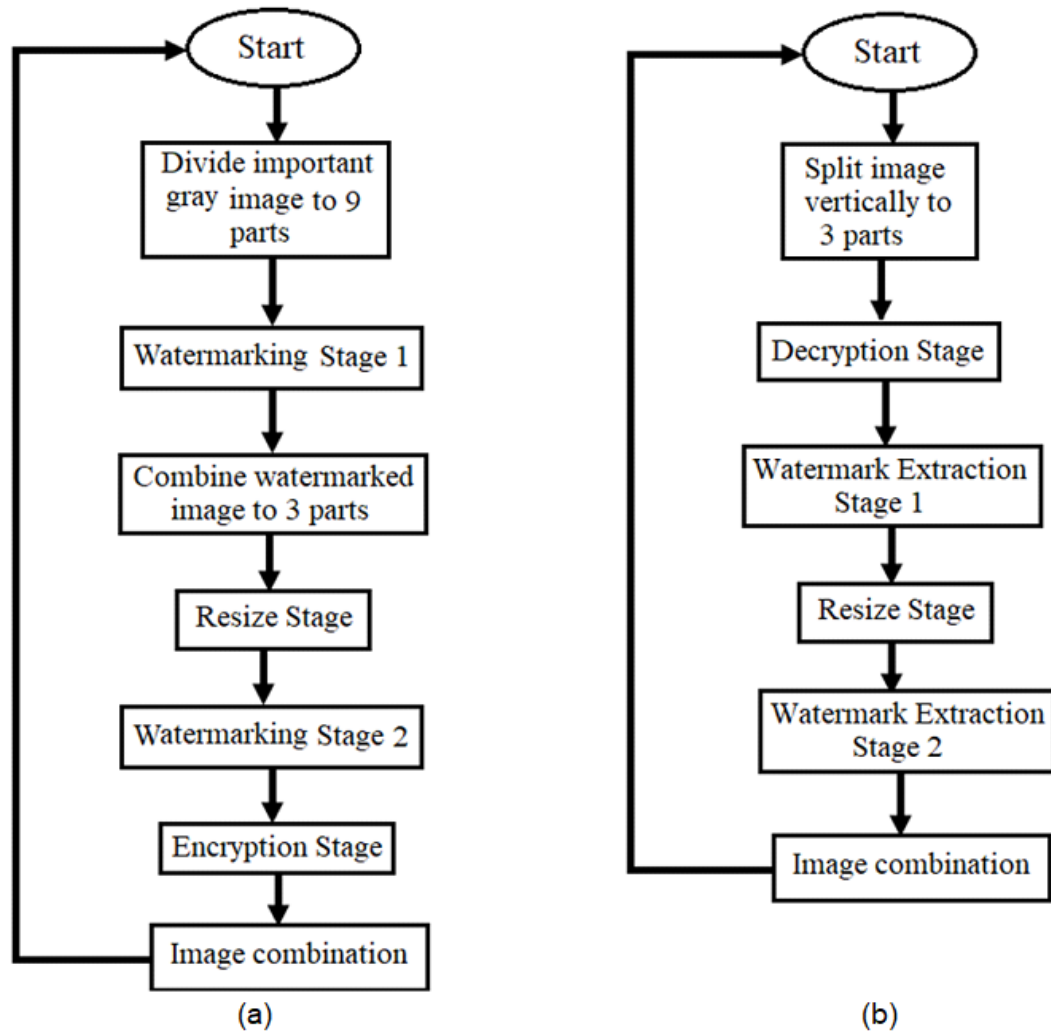 Start
Divide important
gray image to 9
parts
Watermarking Stage 1
Combine watermarked
image to 3 parts
Resize Stage
Watermarking Stage 2
Encryption Stage
Image combination
(a)
Start
Split image
vertically to
3 parts
Decryption Stage
Watermark Extraction
Stage 1
Resize Stage
Watermark Extraction
Stage 2
Image combination
(b)